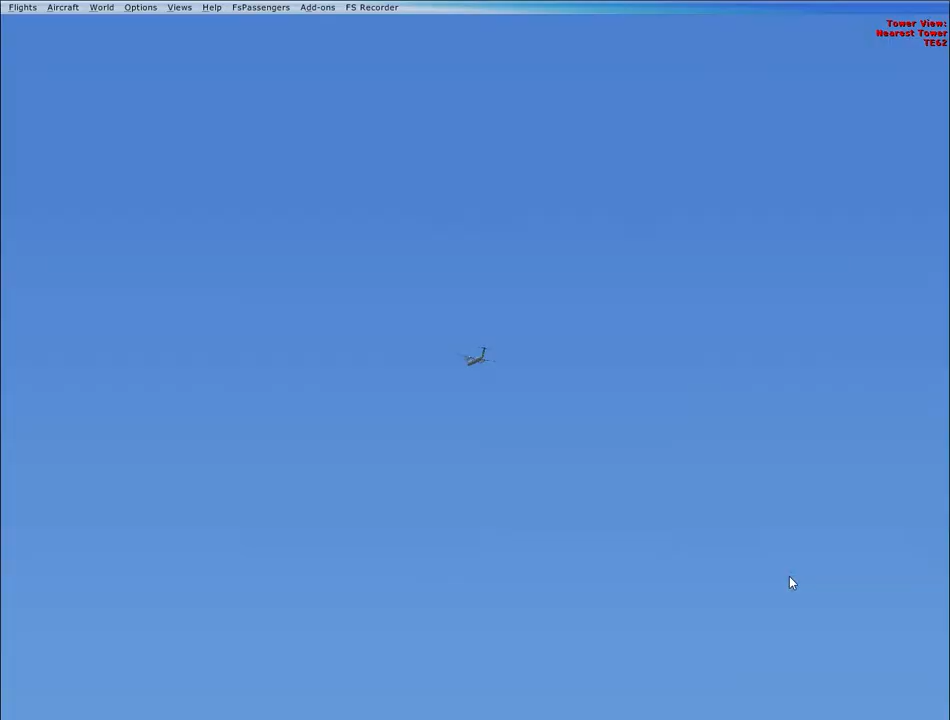 Flights Aircraft World Options Views Help FsPassengers Add-ons FS Recorder
Tower View:
Nearest Tower
TE62